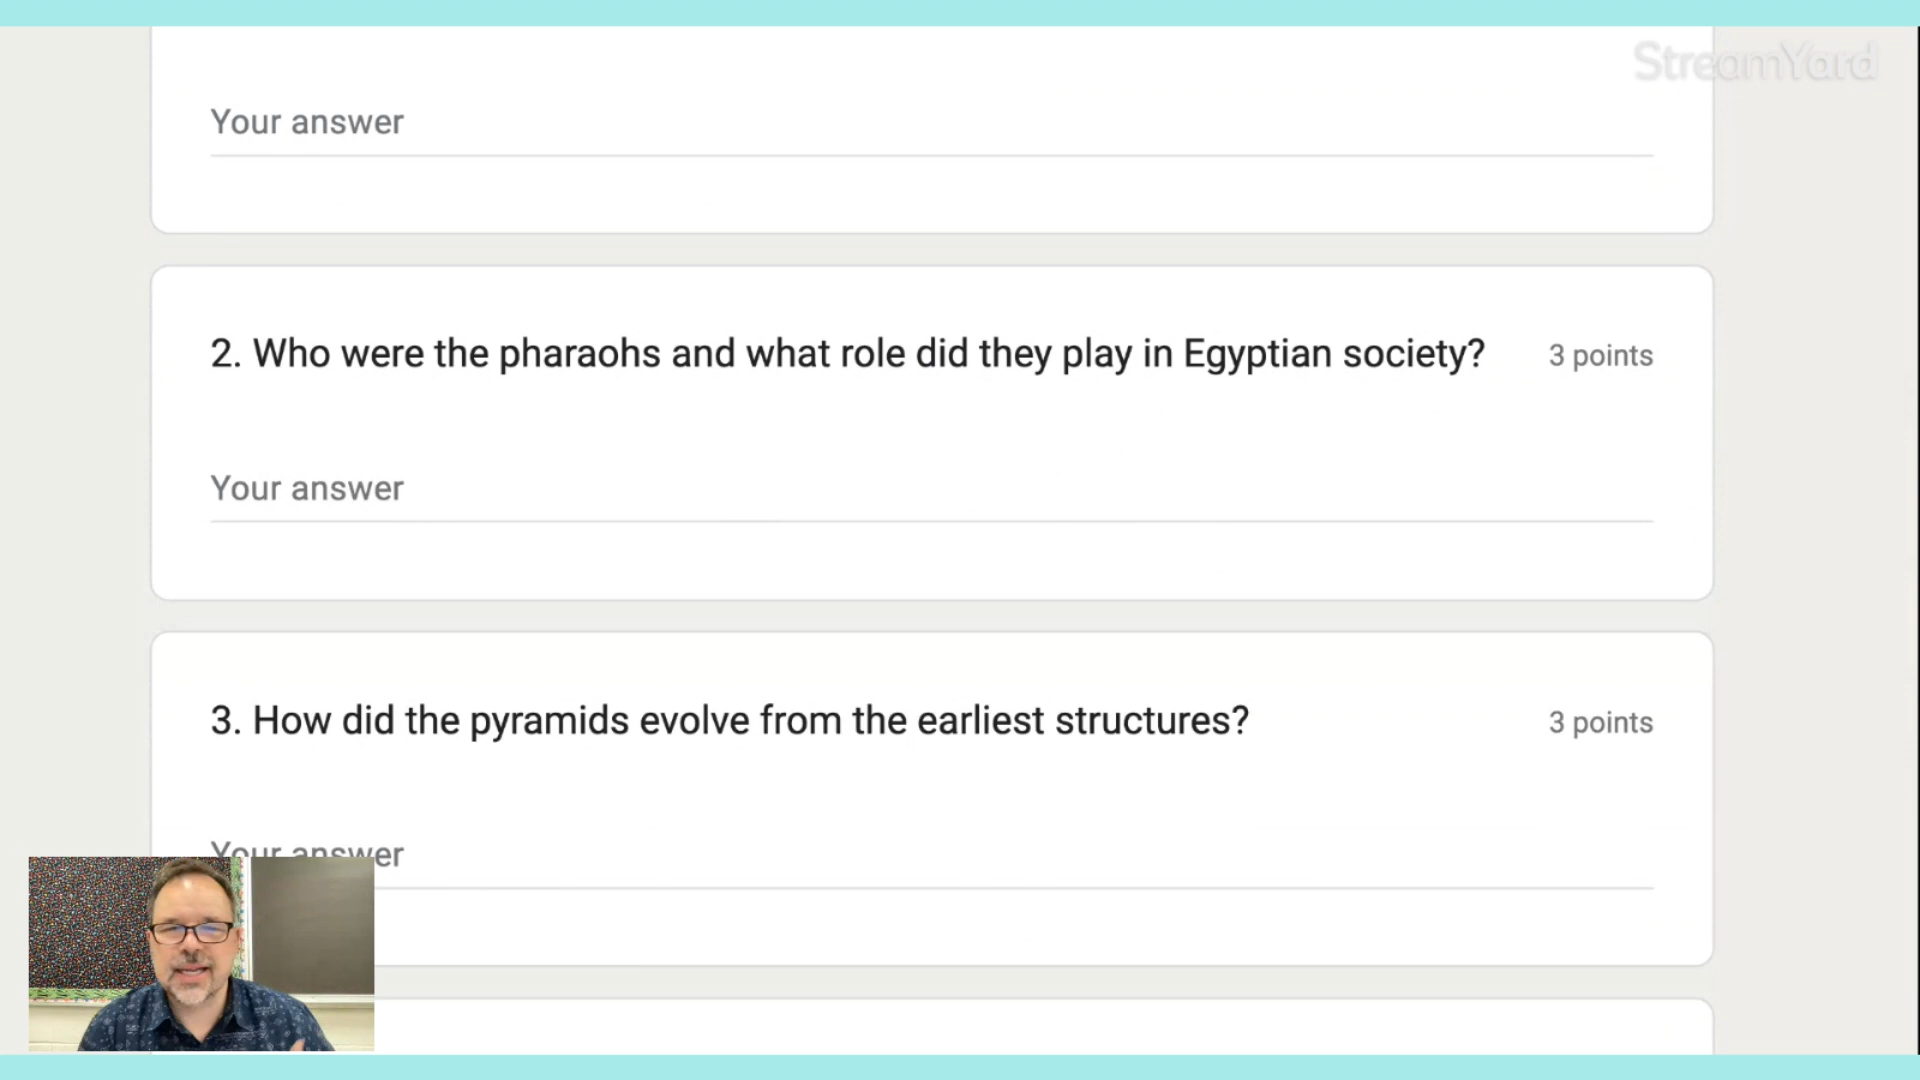 StreamYard
Your answer
2. Who were the pharaohs and what role did they play in Egyptian society?
3 points
Your answer
3. How did the pyramids evolve from the earliest structures?
3 points
Your answer